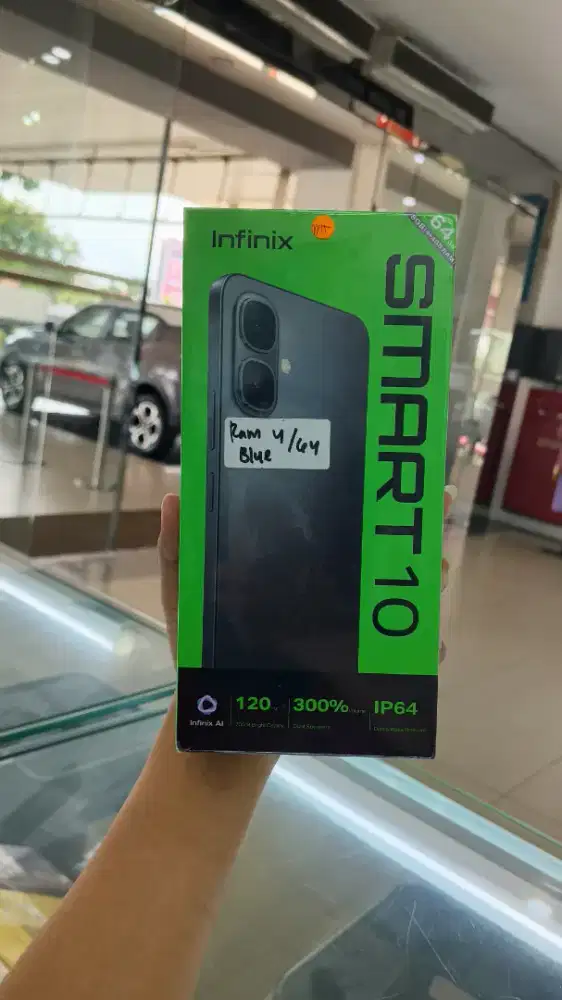 Infinix
64
SMART 10
Ram 4/64
Blue
Infinix AI
120
300%
IP64